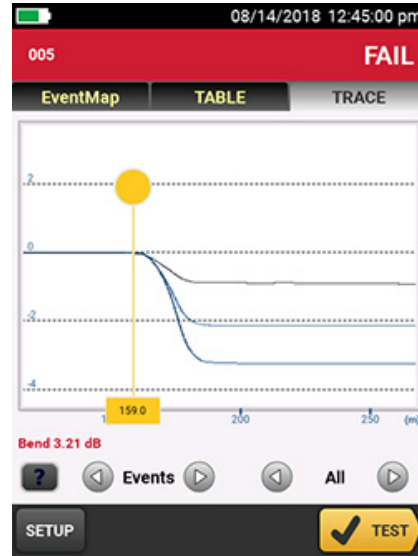 08/14/2018 12:45:00 pm
005 FAIL
EventMap TABLE TRACE
2
0
-2
-4
159.0
200 250 (m)
Bend 3.21 dB
? Events All
SETUP TEST